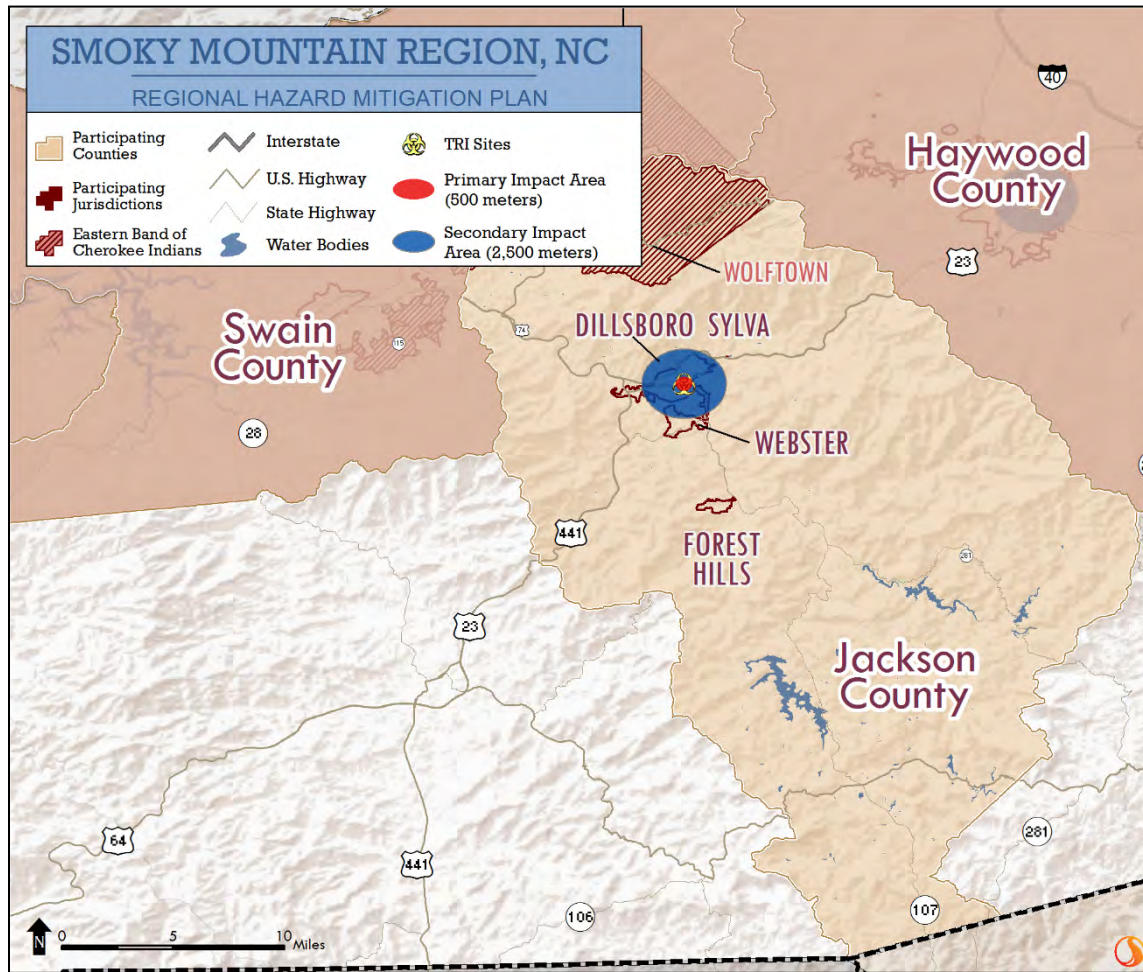 SMOKY MOUNTAIN REGION, NC
REGIONAL HAZARD MITIGATION PLAN
Participating
Counties
Interstate
TRI Sites
Participating
Jurisdictions
U.S. Highway
State Highway
Primary Impact Area
(500 meters)
Eastern Band of
Cherokee Indians
Water Bodies
Secondary Impact
Area (2,500 meters)
40
Haywood
County
23
WOLFTOWN
Swain
County
74
115
DILLSBORO SYLVA
28
WEBSTER
441
FOREST
HILLS
281
23
Jackson
County
64
441
281
106
107
N
0 5 10
Miles